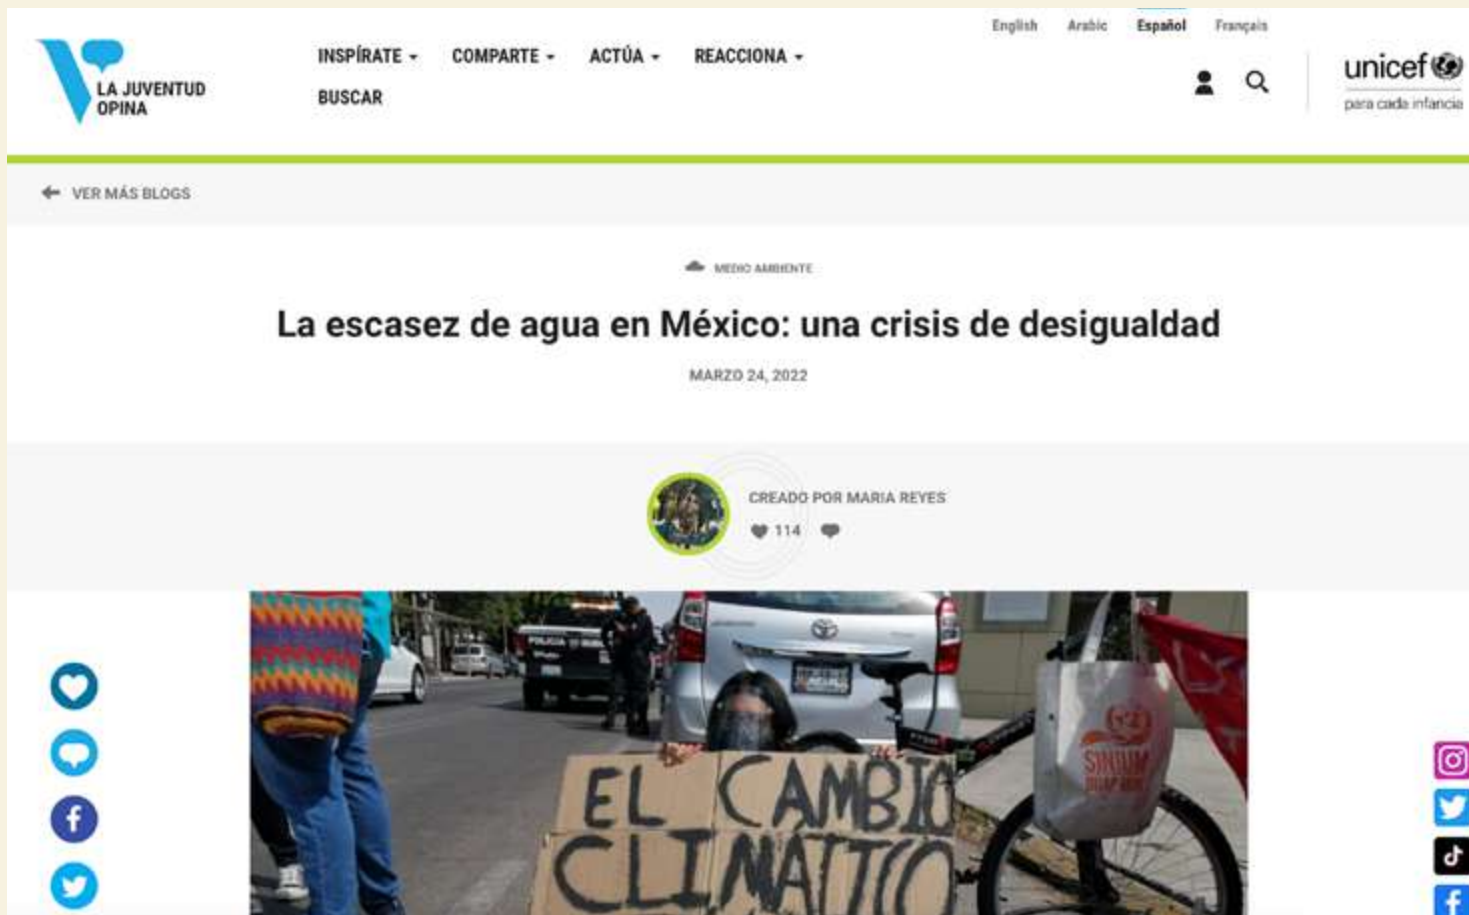 English Arabic Español Français
LA JUVENTUD
OPINA
INSPÍRATE COMPARTE ACTÚA REACCIONA
BUSCAR
unicef
para cada infancia
VER MÁS BLOGS
MEDIO AMBIENTE
La escasez de agua en México: una crisis de desigualdad
MARZO 24, 2022
CREADO POR MARIA REYES
114
POLICIA
EL CAMBIO
CLIMÁTICO